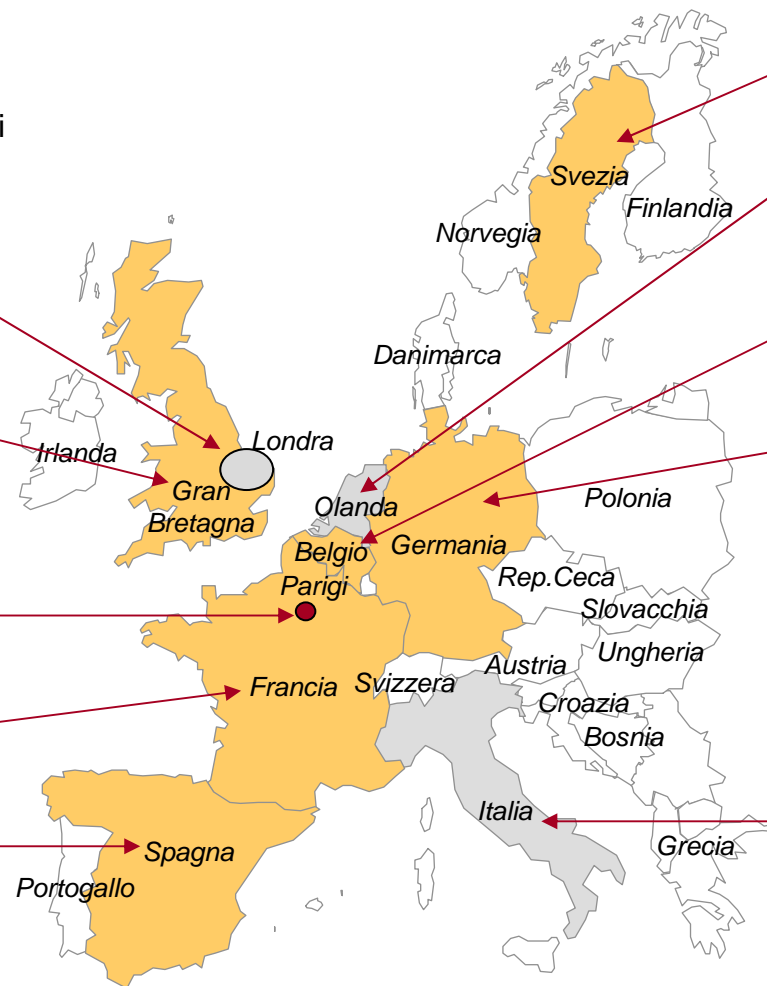 i
Svezia
Finlandia
Norvegia
Danimarca
Londra
Irlanda
Gran
Bretagna
Olanda
Polonia
Belgio
Germania
Parigi
Rep.Ceca
Slovacchia
Ungheria
Austria
Svizzera
Francia
Croazia
Bosnia
Italia
Grecia
Spagna
Portogallo